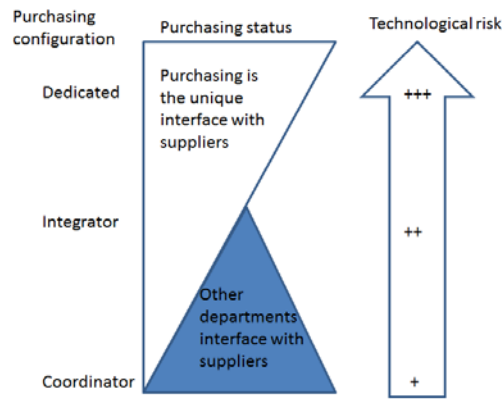 Purchasing
configuration
Purchasing status
Technological risk
Dedicated
Purchasing is
the unique
interface with
suppliers
+++
Integrator
++
Other
departments
interface with
suppliers
Coordinator
+